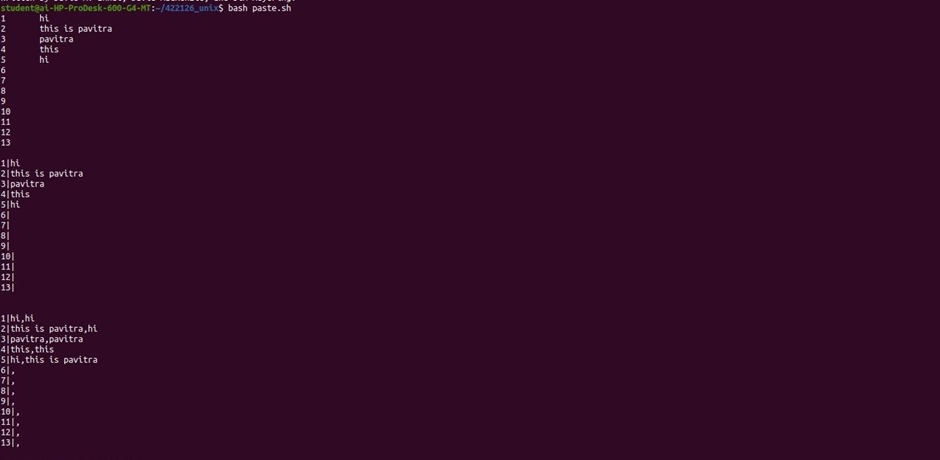 student@ai-HP-ProDesk-600-G4-MT:~/422126_unix$ bash paste.sh
1	hi
2	this is pavitra
3	pavitra
4	this
5	hi
6
7
8
9
10
11
12
13
1|hi
2|this is pavitra
3|pavitra
4|this
5|hi
6|
7|
8|
9|
10|
11|
12|
13|
1|hi,hi
2|this is pavitra,hi
3|pavitra,pavitra
4|this,this
5|hi,this is pavitra
6|,
7|,
8|,
9|,
10|,
11|,
12|,
13|,